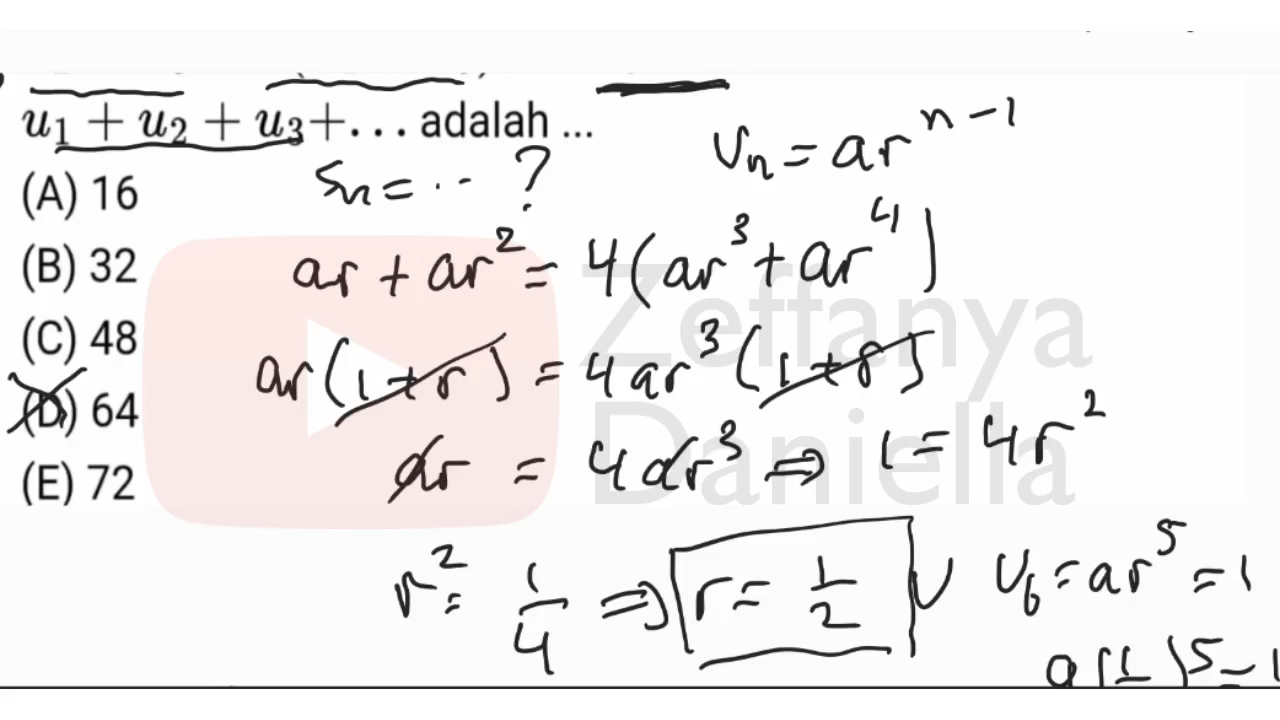 u₁ + u₂ + u₃ + . . . adalah ...
Sₙ = ·· ?
Uₙ = arⁿ⁻¹
(A) 16
(B) 32
(C) 48
(D) 64
(E) 72
ar + ar² = 4(ar³ + ar⁴)
ar(1 + r) = 4ar³(1 + r)
ar = 4ar³ ⇒ 1 = 4r²
r² = 1/4 ⇒ r = 1/2
U₆ = ar⁵ = 1
Zeffanya
Daniella